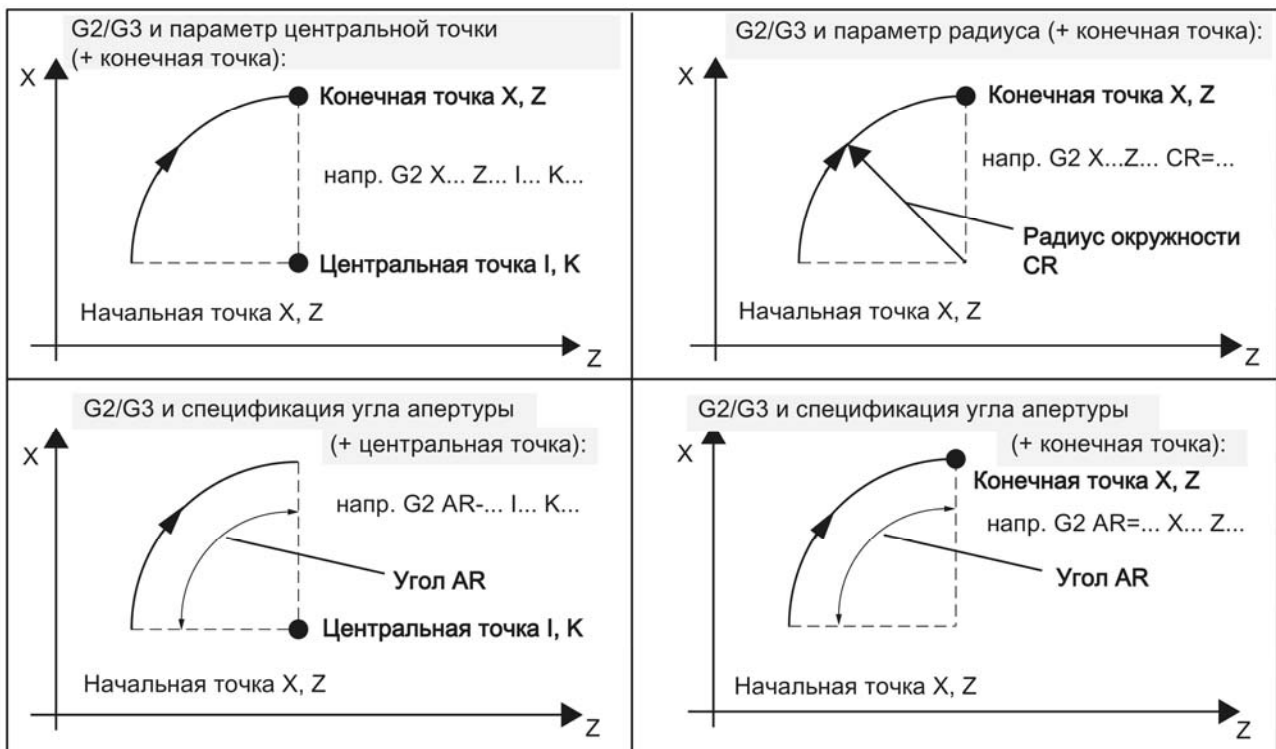 G2/G3 и параметр центральной точки
(+ конечная точка):
X
Конечная точка X, Z
напр. G2 X... Z... I... K...
Центральная точка I, K
Начальная точка X, Z
Z
G2/G3 и параметр радиуса (+ конечная точка):
X
Конечная точка X, Z
напр. G2 X...Z... CR=...
Радиус окружности
CR
Начальная точка X, Z
Z
G2/G3 и спецификация угла апертуры
(+ центральная точка):
X
напр. G2 AR-... I... K...
Угол AR
Центральная точка I, K
Начальная точка X, Z
Z
G2/G3 и спецификация угла апертуры
(+ конечная точка):
X
Конечная точка X, Z
напр. G2 AR=... X... Z...
Угол AR
Начальная точка X, Z
Z